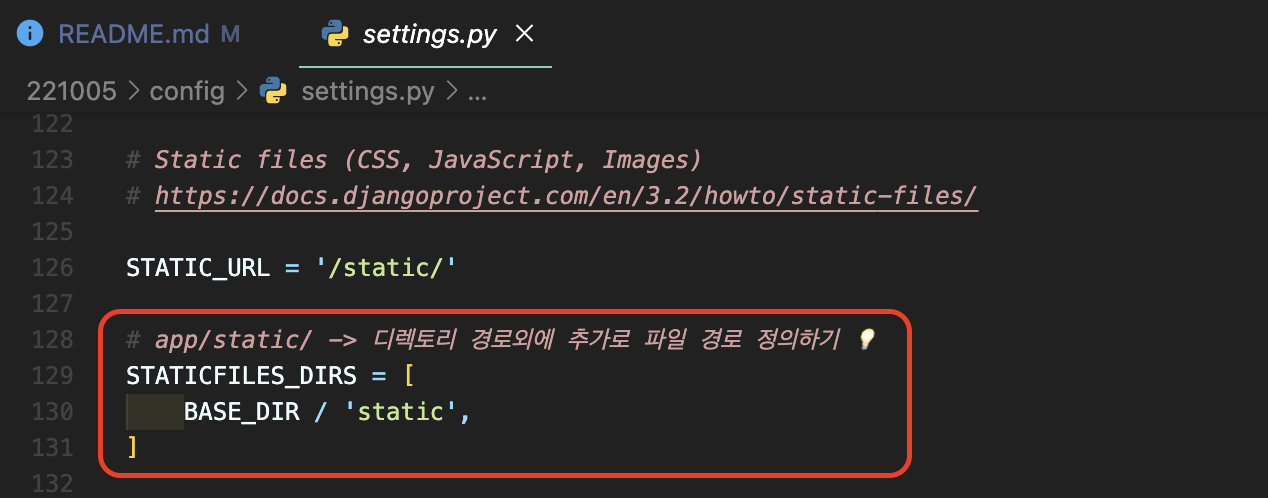 README.md M
settings.py
221005 > config > settings.py > ...
122
123 # Static files (CSS, JavaScript, Images)
124 # https://docs.djangoproject.com/en/3.2/howto/static-files/
125
126 STATIC_URL = '/static/'
127
128 # app/static/ -> 디렉토리 경로외에 추가로 파일 경로 정의하기 💡
129 STATICFILES_DIRS = [
130     BASE_DIR / 'static',
131 ]
132